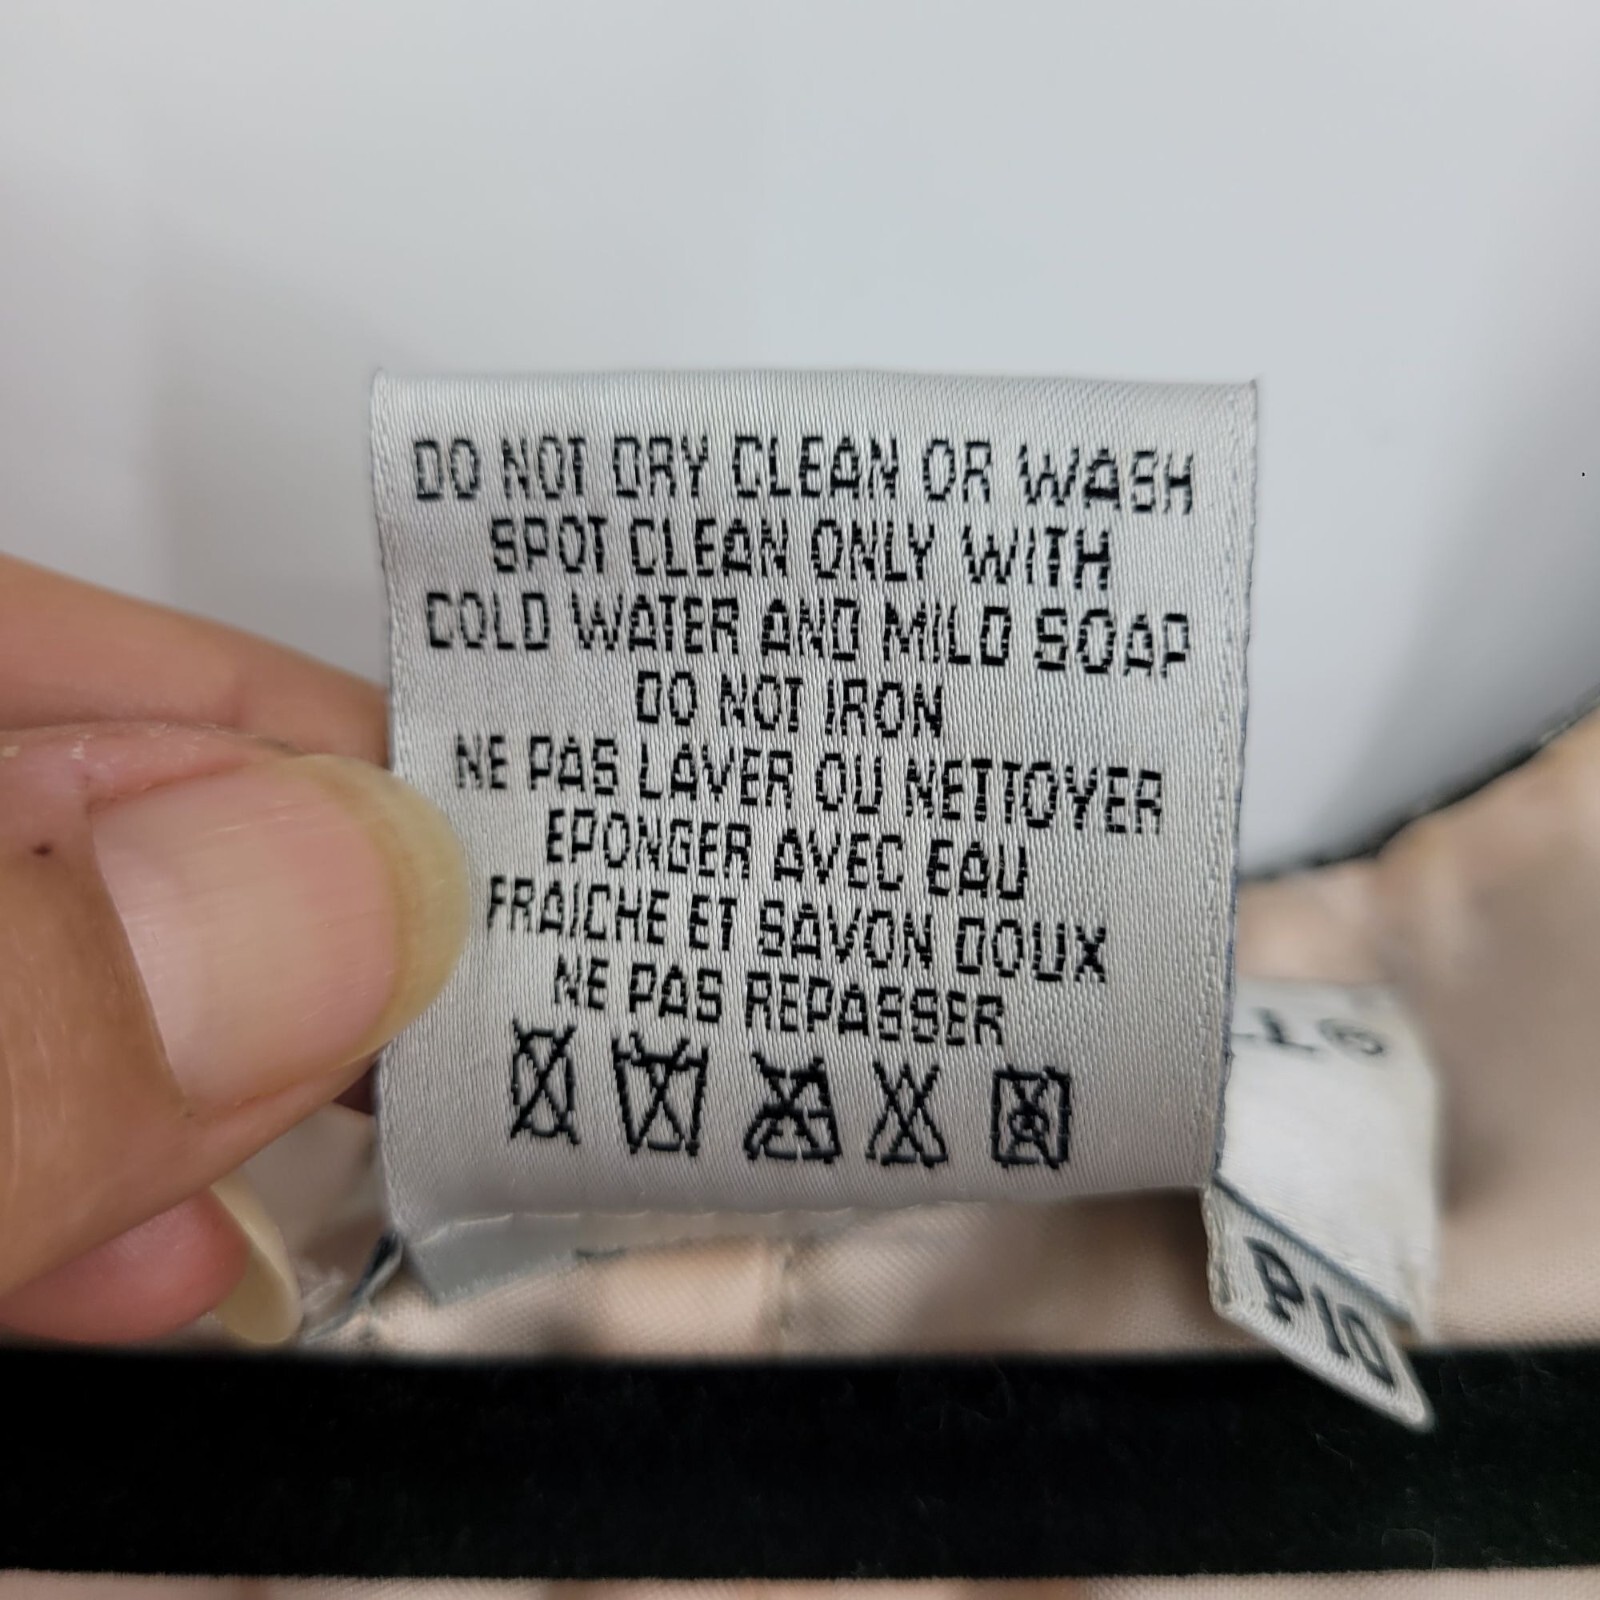 DO NOT DRY CLEAN OR WASH
SPOT CLEAN ONLY WITH
COLD WATER AND MILD SOAP
DO NOT IRON
NE PAS LAVER OU NETTOYER
EPONGER AVEC EAU
FRAICHE ET SAVON DOUX
NE PAS REPASSER
P10